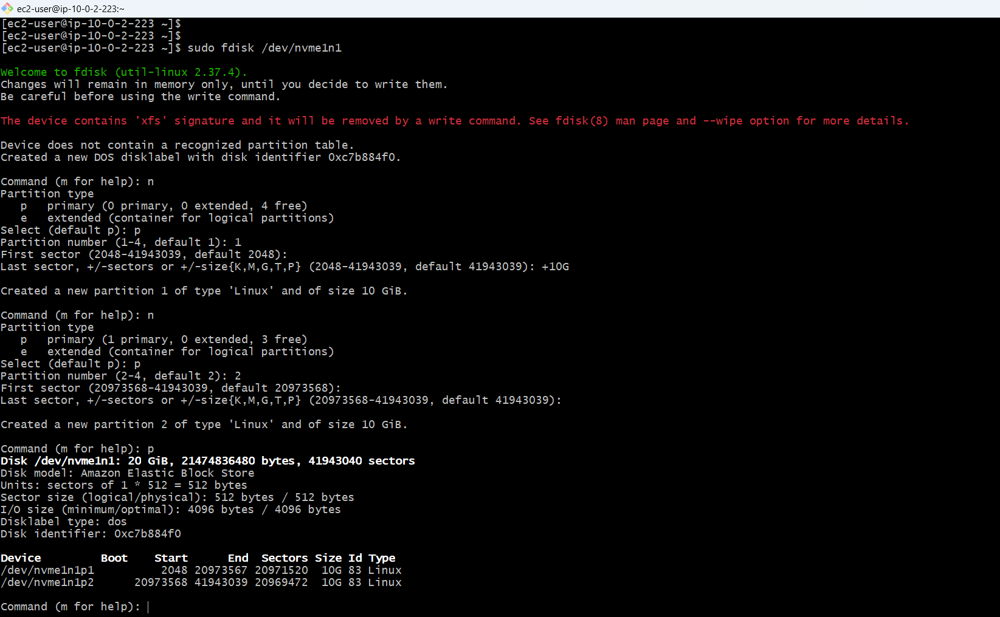 ec2-user@ip-10-0-2-223:~
[ec2-user@ip-10-0-2-223 ~]$
[ec2-user@ip-10-0-2-223 ~]$
[ec2-user@ip-10-0-2-223 ~]$ sudo fdisk /dev/nvme1n1
Welcome to fdisk (util-linux 2.37.4).
Changes will remain in memory only, until you decide to write them.
Be careful before using the write command.
The device contains 'xfs' signature and it will be removed by a write command. See fdisk(8) man page and --wipe option for more details.
Device does not contain a recognized partition table.
Created a new DOS disklabel with disk identifier 0xc7b884f0.
Command (m for help): n
Partition type
   p   primary (0 primary, 0 extended, 4 free)
   e   extended (container for logical partitions)
Select (default p): p
Partition number (1-4, default 1): 1
First sector (2048-41943039, default 2048):
Last sector, +/-sectors or +/-size{K,M,G,T,P} (2048-41943039, default 41943039): +10G
Created a new partition 1 of type 'Linux' and of size 10 GiB.
Command (m for help): n
Partition type
   p   primary (1 primary, 0 extended, 3 free)
   e   extended (container for logical partitions)
Select (default p): p
Partition number (2-4, default 2): 2
First sector (20973568-41943039, default 20973568):
Last sector, +/-sectors or +/-size{K,M,G,T,P} (20973568-41943039, default 41943039):
Created a new partition 2 of type 'Linux' and of size 10 GiB.
Command (m for help): p
Disk /dev/nvme1n1: 20 GiB, 21474836480 bytes, 41943040 sectors
Disk model: Amazon Elastic Block Store
Units: sectors of 1 * 512 = 512 bytes
Sector size (logical/physical): 512 bytes / 512 bytes
I/O size (minimum/optimal): 4096 bytes / 4096 bytes
Disklabel type: dos
Disk identifier: 0xc7b884f0
Device         Boot    Start      End  Sectors Size Id Type
/dev/nvme1n1p1          2048 20973567 20971520  10G 83 Linux
/dev/nvme1n1p2      20973568 41943039 20969472  10G 83 Linux
Command (m for help):